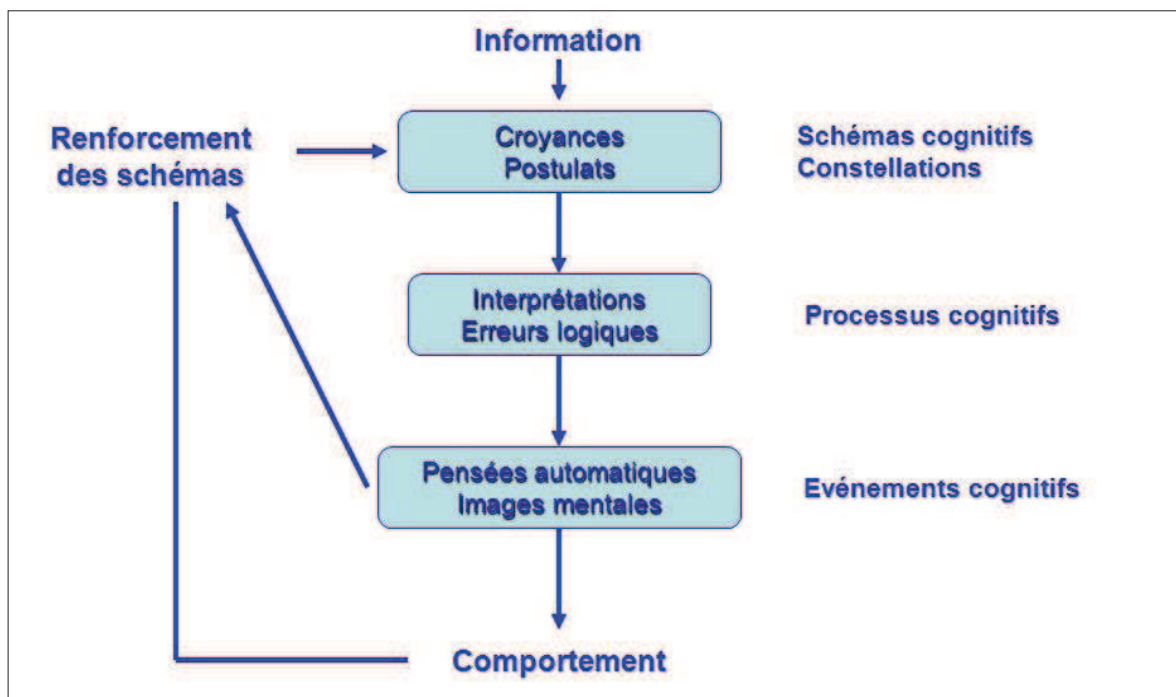 Information
Renforcement
des schémas
Croyances
Postulats
Schémas cognitifs
Constellations
Interprétations
Erreurs logiques
Processus cognitifs
Pensées automatiques
Images mentales
Evénements cognitifs
Comportement